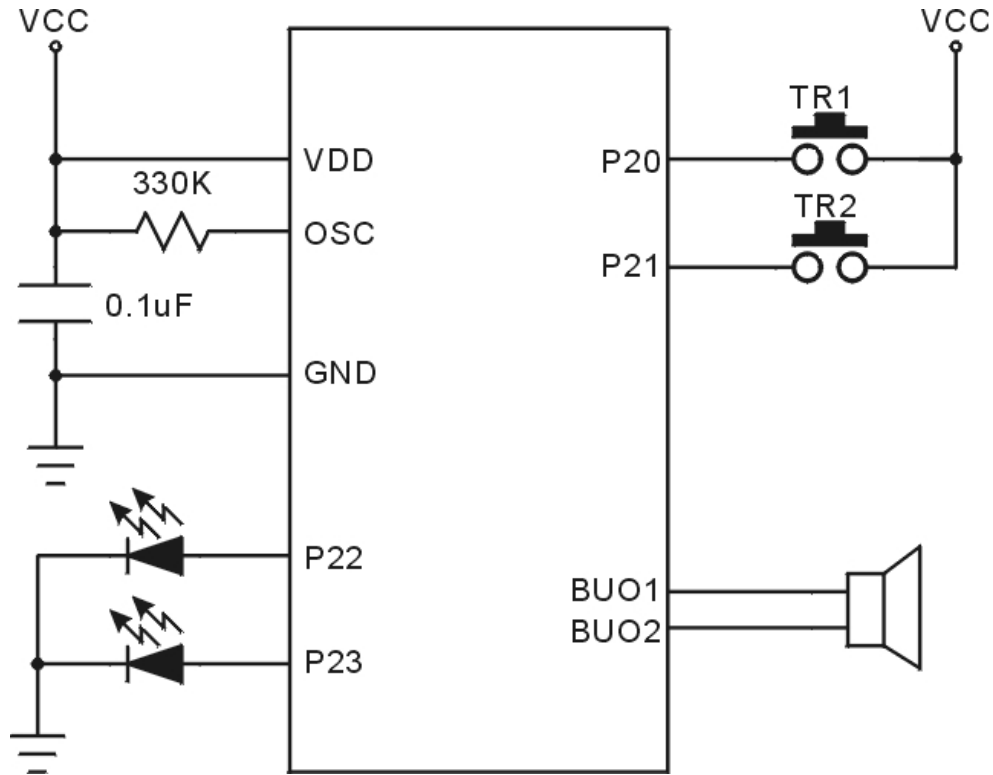 VCC
VCC
TR1
VDD
P20
330K
TR2
OSC
P21
0.1uF
GND
P22
BUO1
BUO2
P23